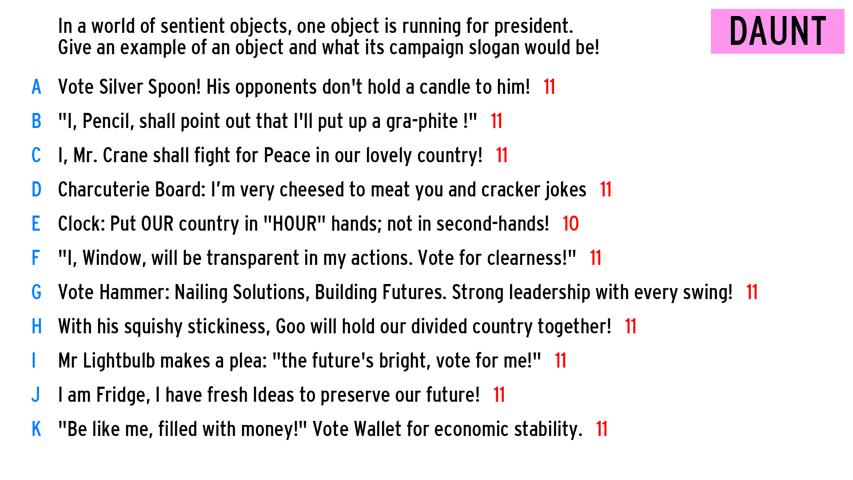 In a world of sentient objects, one object is running for president.
Give an example of an object and what its campaign slogan would be!
DAUNT
A Vote Silver Spoon! His opponents don't hold a candle to him! 11
B "I, Pencil, shall point out that I'll put up a gra-phite !" 11
C I, Mr. Crane shall fight for Peace in our lovely country! 11
D Charcuterie Board: I’m very cheesed to meat you and cracker jokes 11
E Clock: Put OUR country in "HOUR" hands; not in second-hands! 10
F "I, Window, will be transparent in my actions. Vote for clearness!" 11
G Vote Hammer: Nailing Solutions, Building Futures. Strong leadership with every swing! 11
H With his squishy stickiness, Goo will hold our divided country together! 11
I Mr Lightbulb makes a plea: "the future's bright, vote for me!" 11
J I am Fridge, I have fresh Ideas to preserve our future! 11
K "Be like me, filled with money!" Vote Wallet for economic stability. 11